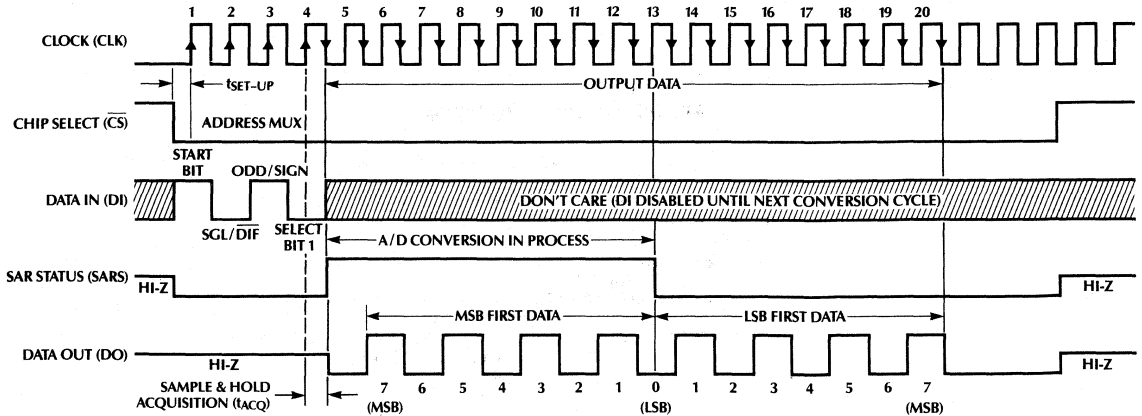 1 2 3 4 5 6 7 8 9 10 11 12 13 14 15 16 17 18 19 20
CLOCK (CLK)
tSET-UP
OUTPUT DATA
CHIP SELECT (C̅S̅)
ADDRESS MUX
START BIT
ODD/SIGN
DATA IN (DI)
DON'T CARE (DI DISABLED UNTIL NEXT CONVERSION CYCLE)
SGL/D̅I̅F̅
SELECT BIT 1
A/D CONVERSION IN PROCESS
SAR STATUS (SARS)
HI-Z
HI-Z
MSB FIRST DATA
LSB FIRST DATA
DATA OUT (DO)
HI-Z
HI-Z
SAMPLE & HOLD
ACQUISITION (tACQ)
7 6 5 4 3 2 1 0 1 2 3 4 5 6 7
(MSB) (LSB) (MSB)